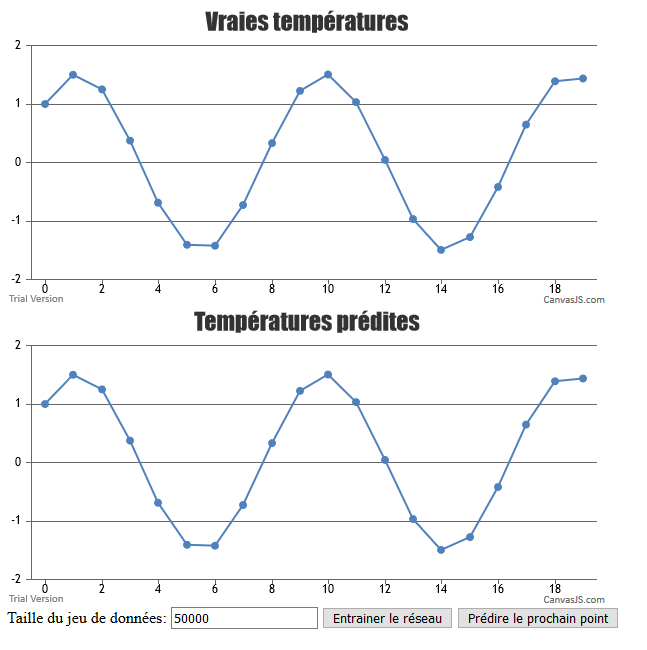 Vraies températures
2
1
0
-1
-2
0 2 4 6 8 10 12 14 16 18
Trial Version CanvasJS.com
Températures prédites
2
1
0
-1
-2
0 2 4 6 8 10 12 14 16 18
Trial Version CanvasJS.com
Taille du jeu de données: 50000 Entrainer le réseau Prédire le prochain point